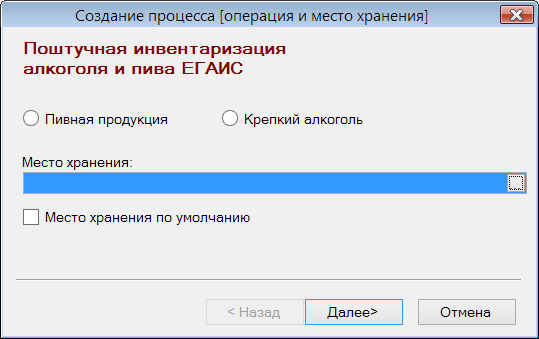 Создание процесса [операция и место хранения]
Поштучная инвентаризация
алкоголя и пива ЕГАИС
Пивная продукция
Крепкий алкоголь
Место хранения:
...
Место хранения по умолчанию
< Назад
Далее>
Отмена